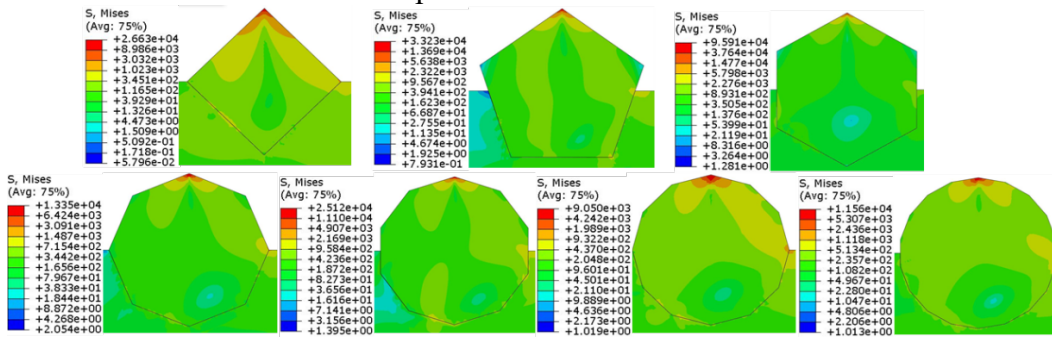 S, Mises
(Avg: 75%)
+2.663e+04
+8.986e+03
+3.032e+03
+1.023e+03
+3.451e+02
+1.165e+02
+3.929e+01
+1.326e+01
+4.473e+00
+1.509e+00
+5.092e-01
+1.718e-01
+5.796e-02
S, Mises
(Avg: 75%)
+3.323e+04
+1.369e+04
+5.638e+03
+2.322e+03
+9.567e+02
+3.941e+02
+1.623e+02
+6.687e+01
+2.755e+01
+1.135e+01
+4.674e+00
+1.925e+00
+7.931e-01
S, Mises
(Avg: 75%)
+9.591e+04
+3.764e+04
+1.477e+04
+5.798e+03
+2.276e+03
+8.931e+02
+3.505e+02
+1.376e+02
+5.399e+01
+2.119e+01
+8.316e+00
+3.264e+00
+1.281e+00
S, Mises
(Avg: 75%)
+1.335e+04
+6.424e+03
+3.091e+03
+1.487e+03
+7.154e+02
+3.442e+02
+1.656e+02
+7.967e+01
+3.833e+01
+1.844e+01
+8.872e+00
+4.268e+00
+2.054e+00
S, Mises
(Avg: 75%)
+2.512e+04
+1.110e+04
+4.907e+03
+2.169e+03
+9.584e+02
+4.236e+02
+1.872e+02
+8.273e+01
+3.656e+01
+1.616e+01
+7.141e+00
+3.156e+00
+1.395e+00
S, Mises
(Avg: 75%)
+9.050e+03
+4.242e+03
+1.989e+03
+9.322e+02
+4.370e+02
+2.048e+02
+9.601e+01
+4.501e+01
+2.110e+01
+9.889e+00
+4.636e+00
+2.173e+00
+1.019e+00
S, Mises
(Avg: 75%)
+1.156e+04
+5.307e+03
+2.436e+03
+1.118e+03
+5.134e+02
+2.357e+02
+1.082e+02
+4.967e+01
+2.280e+01
+1.047e+01
+4.806e+00
+2.206e+00
+1.013e+00